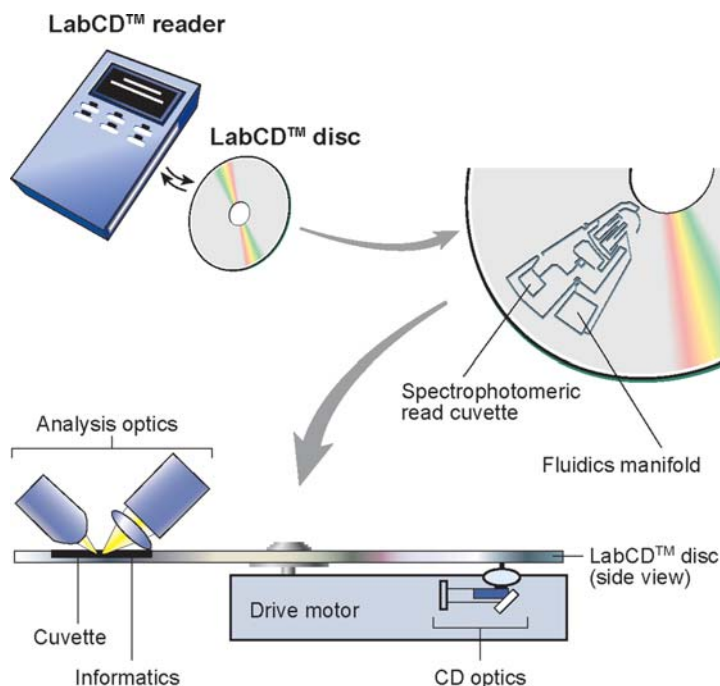 LabCD™ reader
LabCD™ disc
Spectrophotomeric
read cuvette
Fluidics manifold
Analysis optics
LabCD™ disc
(side view)
Drive motor
Cuvette
Informatics
CD optics